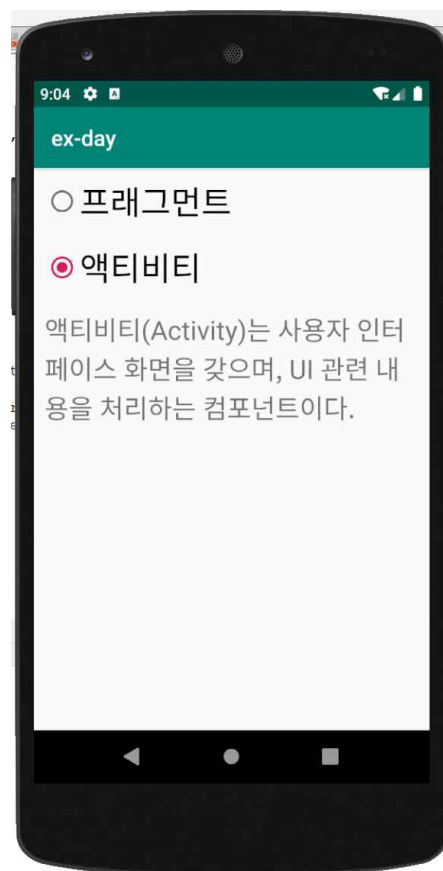 9:04
ex-day
프래그먼트
액티비티
액티비티(Activity)는 사용자 인터
페이스 화면을 갖으며, UI 관련 내
용을 처리하는 컴포넌트이다.